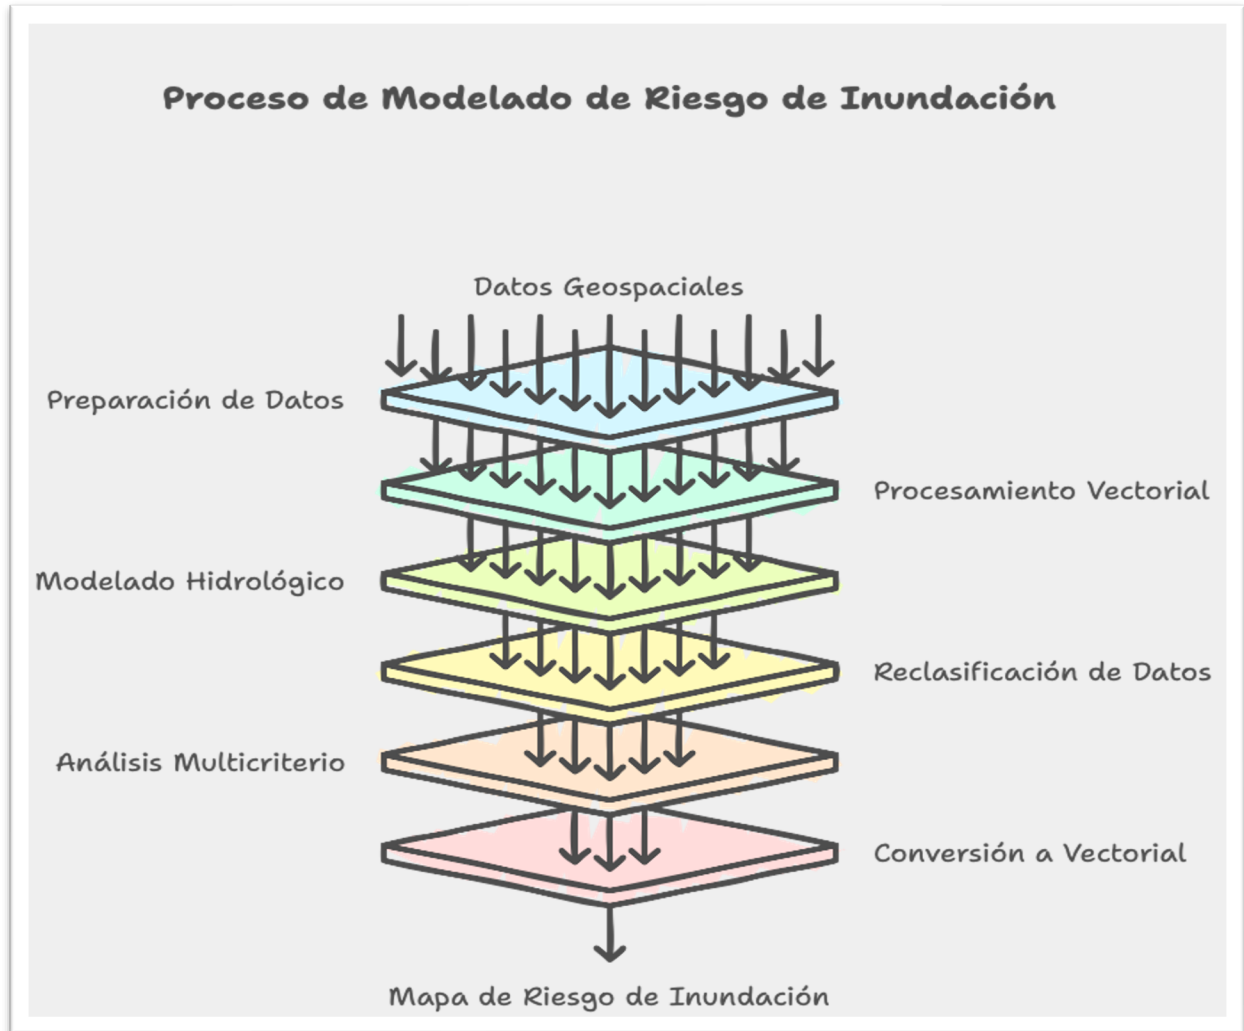 Proceso de Modelado de Riesgo de Inundación
Datos Geospaciales
Preparación de Datos
Procesamiento Vectorial
Modelado Hidrológico
Reclasificación de Datos
Análisis Multicriterio
Conversión a Vectorial
Mapa de Riesgo de Inundación